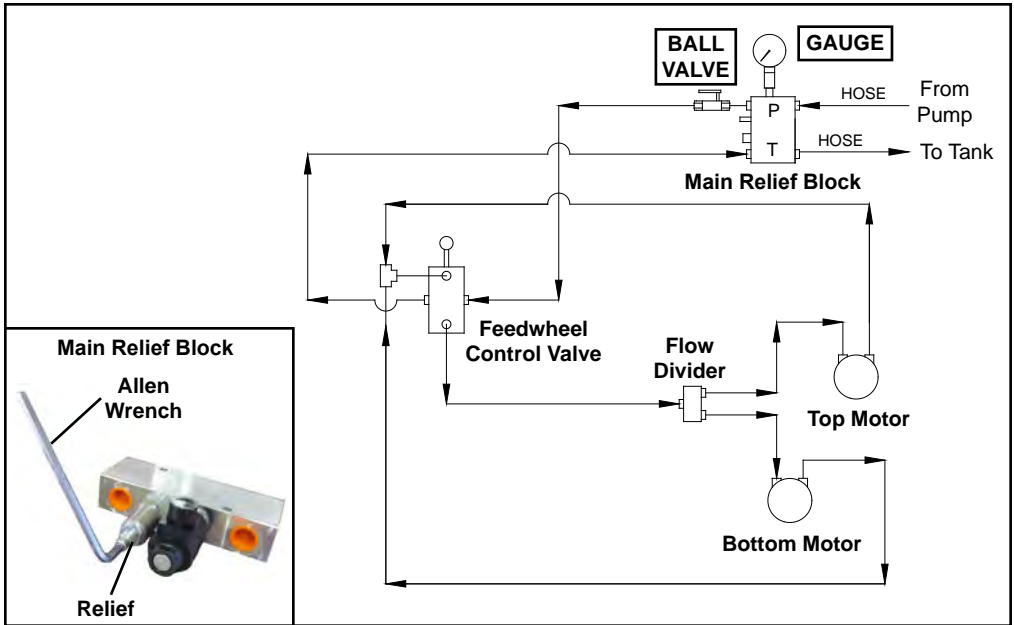 BALL
VALVE
GAUGE
HOSE
From
Pump
P
T
HOSE
To Tank
Main Relief Block
Feedwheel
Control Valve
Flow
Divider
Top Motor
Bottom Motor
Main Relief Block
Allen
Wrench
Relief